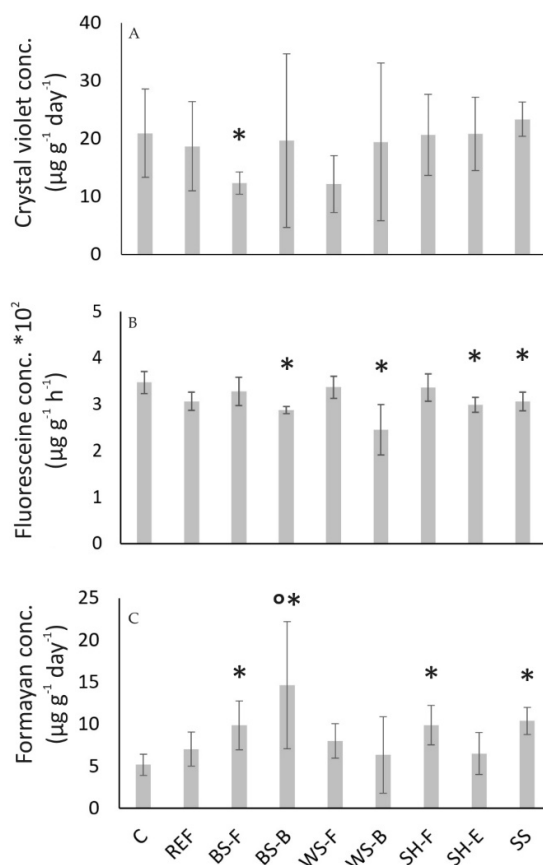 A
Crystal violet conc.
(µg g⁻¹ day⁻¹)
40
30
20
10
0
*
B
Fluoresceine conc. *10²
(µg g⁻¹ h⁻¹)
5
4
3
2
1
0
* * * *
C
Formayan conc.
(µg g⁻¹ day⁻¹)
25
20
15
10
5
0
* °* * *
C REF BS-F BS-B WS-F WS-B SH-F SH-E SS